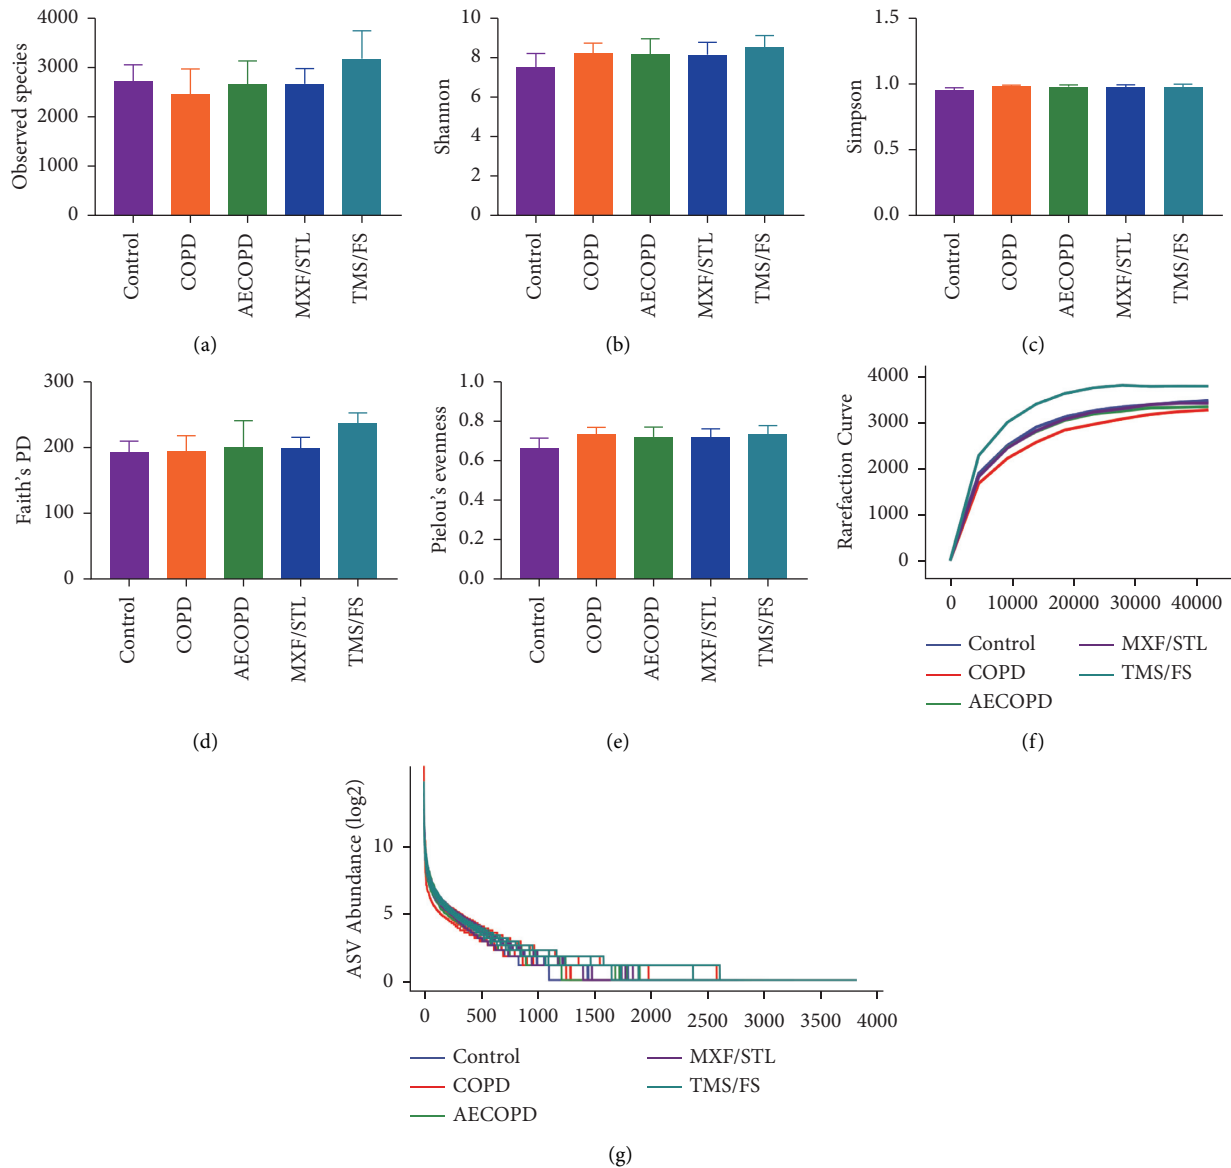 4000
3000
2000
1000
0
Observed species
Control
COPD
AECOPD
MXF/STL
TMS/FS
(a)
10
8
6
4
2
0
Shannon
Control
COPD
AECOPD
MXF/STL
TMS/FS
(b)
1.5
1.0
0.5
0.0
Simpson
Control
COPD
AECOPD
MXF/STL
TMS/FS
(c)
300
200
100
0
Faith's PD
Control
COPD
AECOPD
MXF/STL
TMS/FS
(d)
1.0
0.8
0.6
0.4
0.2
0.0
Pielou's evenness
Control
COPD
AECOPD
MXF/STL
TMS/FS
(e)
4000
3000
2000
1000
0
Rarefaction Curve
0 10000 20000 30000 40000
Control MXF/STL
COPD TMS/FS
AECOPD
(f)
10
5
0
ASV Abundance (log2)
0 500 1000 1500 2000 2500 3000 3500 4000
Control MXF/STL
COPD TMS/FS
AECOPD
(g)